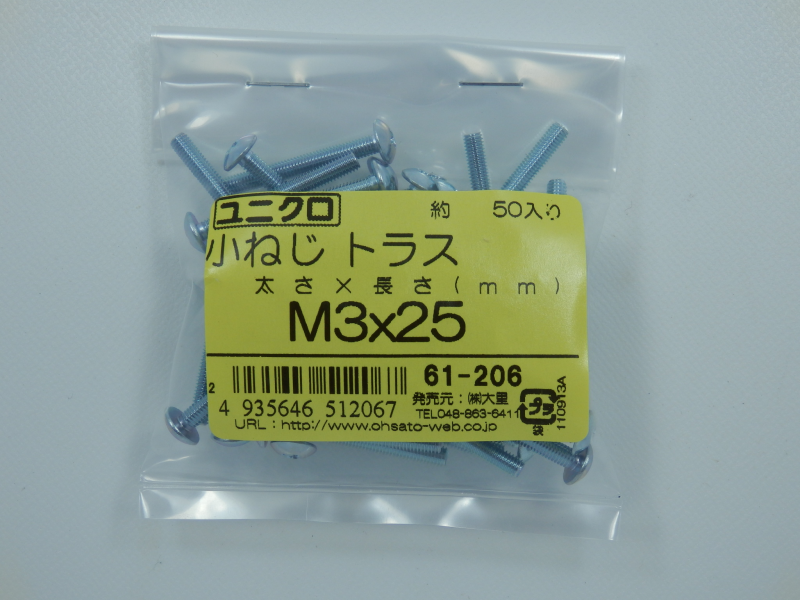 ユニクロ 約 50入り
小ねじ トラス
太さ×長さ(mm)
M3x25
61-206
2
4 935646 512067
発売元：㈱大里
TEL048-863-6411
URL：http://www.ohsato-web.co.jp
プラ
袋
110913A